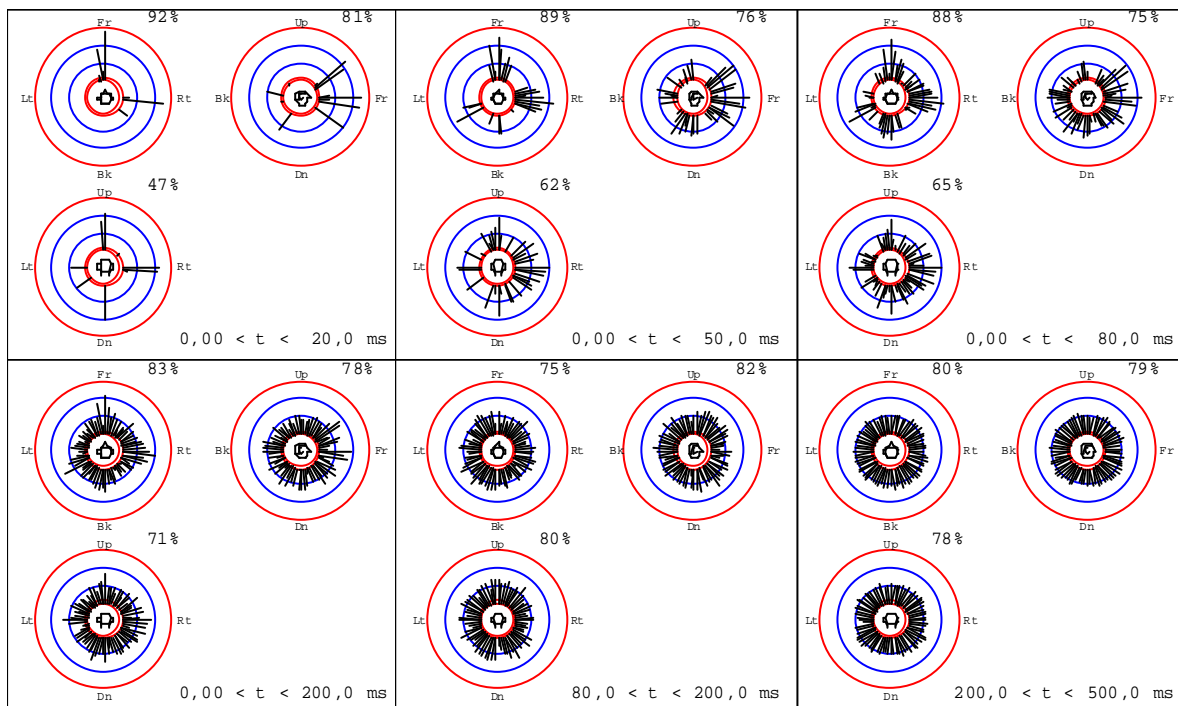 Fr 92% Up 81% Fr 89% Up 76% Fr 88% Up 75%
Lt Rt Bk Fr Lt Rt Bk Fr Lt Rt Bk Fr
Bk Dn Bk Dn Bk Dn
Up 47% Up 62% Up 65%
Lt Rt Lt Rt Lt Rt
Dn 0,00 < t < 20,0 ms Dn 0,00 < t < 50,0 ms Dn 0,00 < t < 80,0 ms
Fr 83% Up 78% Fr 75% Up 82% Fr 80% Up 79%
Lt Rt Bk Fr Lt Rt Bk Fr Lt Rt Bk Fr
Bk Dn Bk Dn Bk Dn
Up 71% Up 80% Up 78%
Lt Rt Lt Rt Lt Rt
Dn 0,00 < t < 200,0 ms Dn 80,0 < t < 200,0 ms Dn 200,0 < t < 500,0 ms